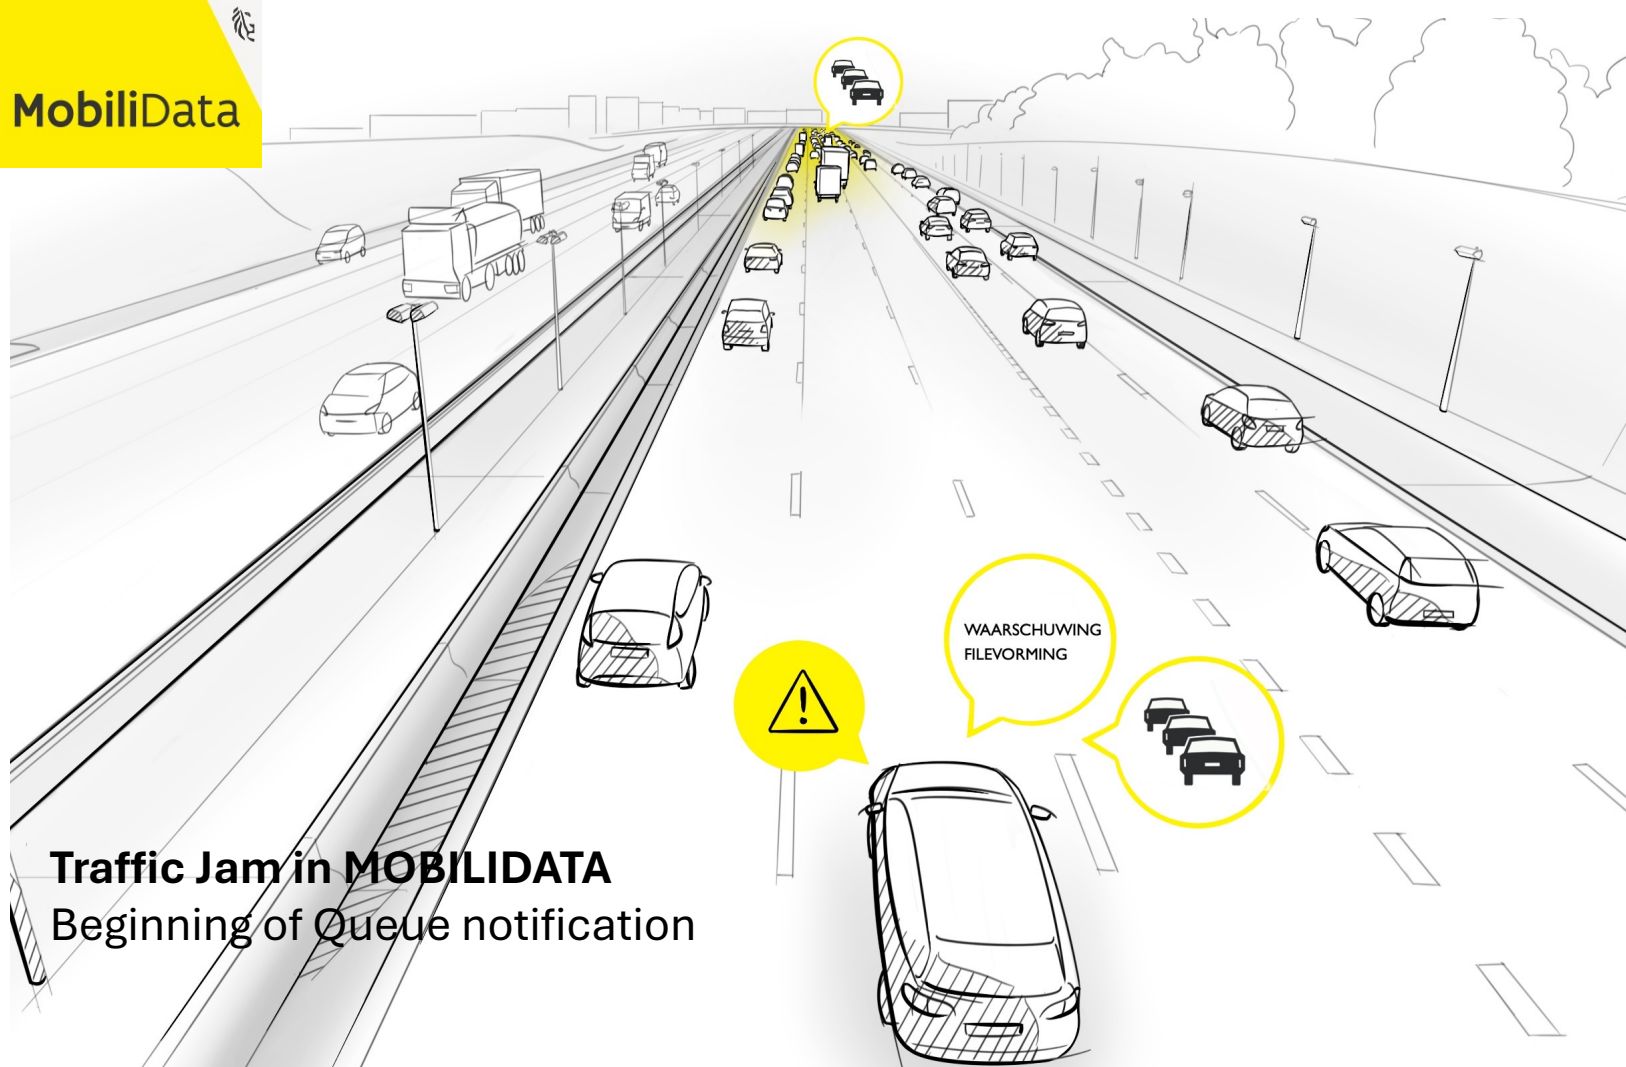 MobiliData
WAARSCHUWING
FILEVORMING
Traffic Jam in MOBILIDATA
Beginning of Queue notification